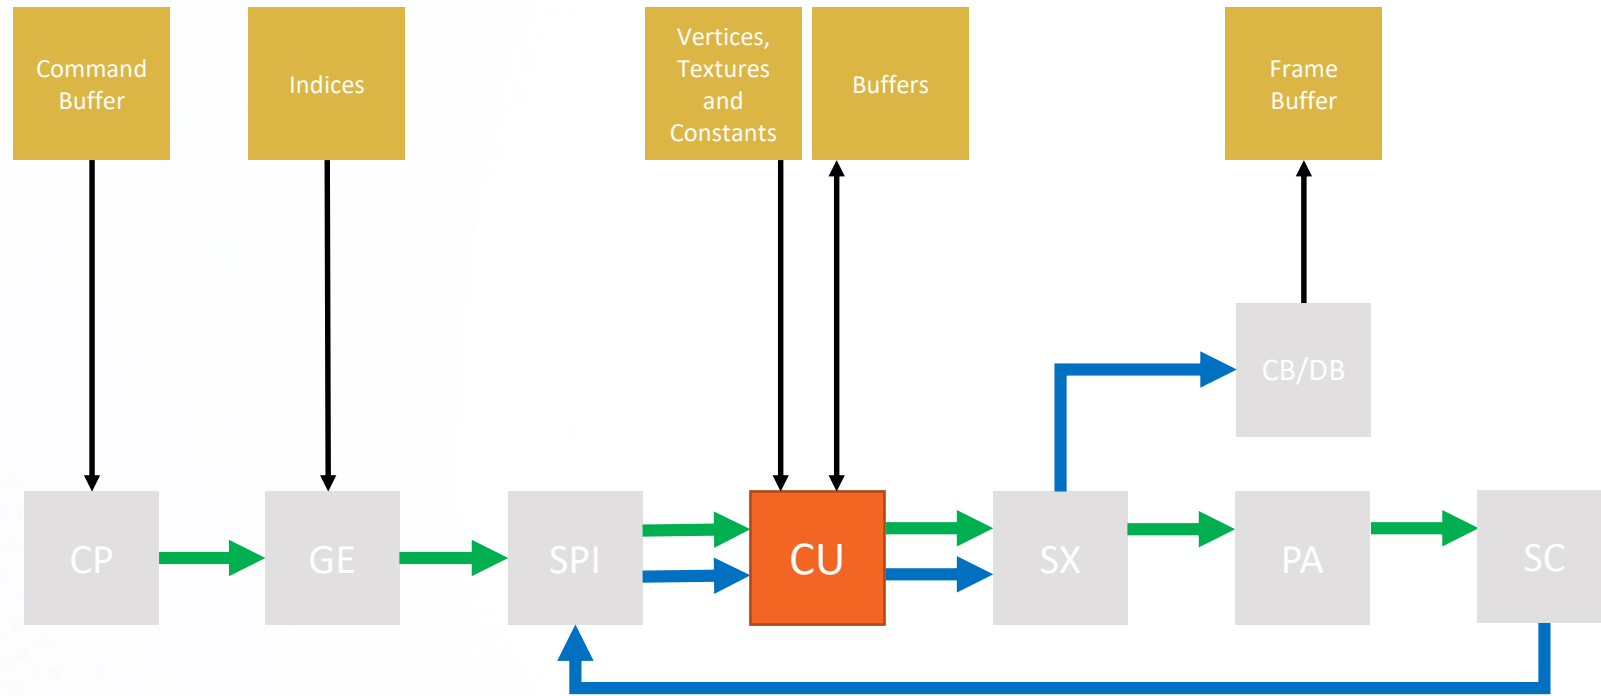 Command
Buffer
Indices
Vertices,
Textures
and
Constants
Buffers
Frame
Buffer
CB/DB
CP
GE
SPI
CU
SX
PA
SC